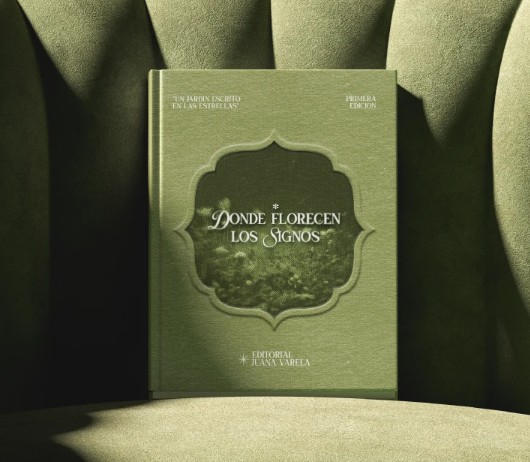 "UN JARDÍN ESCRITO
EN LAS ESTRELLAS"
PRIMERA
EDICIÓN
DONDE FLORECEN
LOS SIGNOS
EDITORIAL
JUANA VARELA